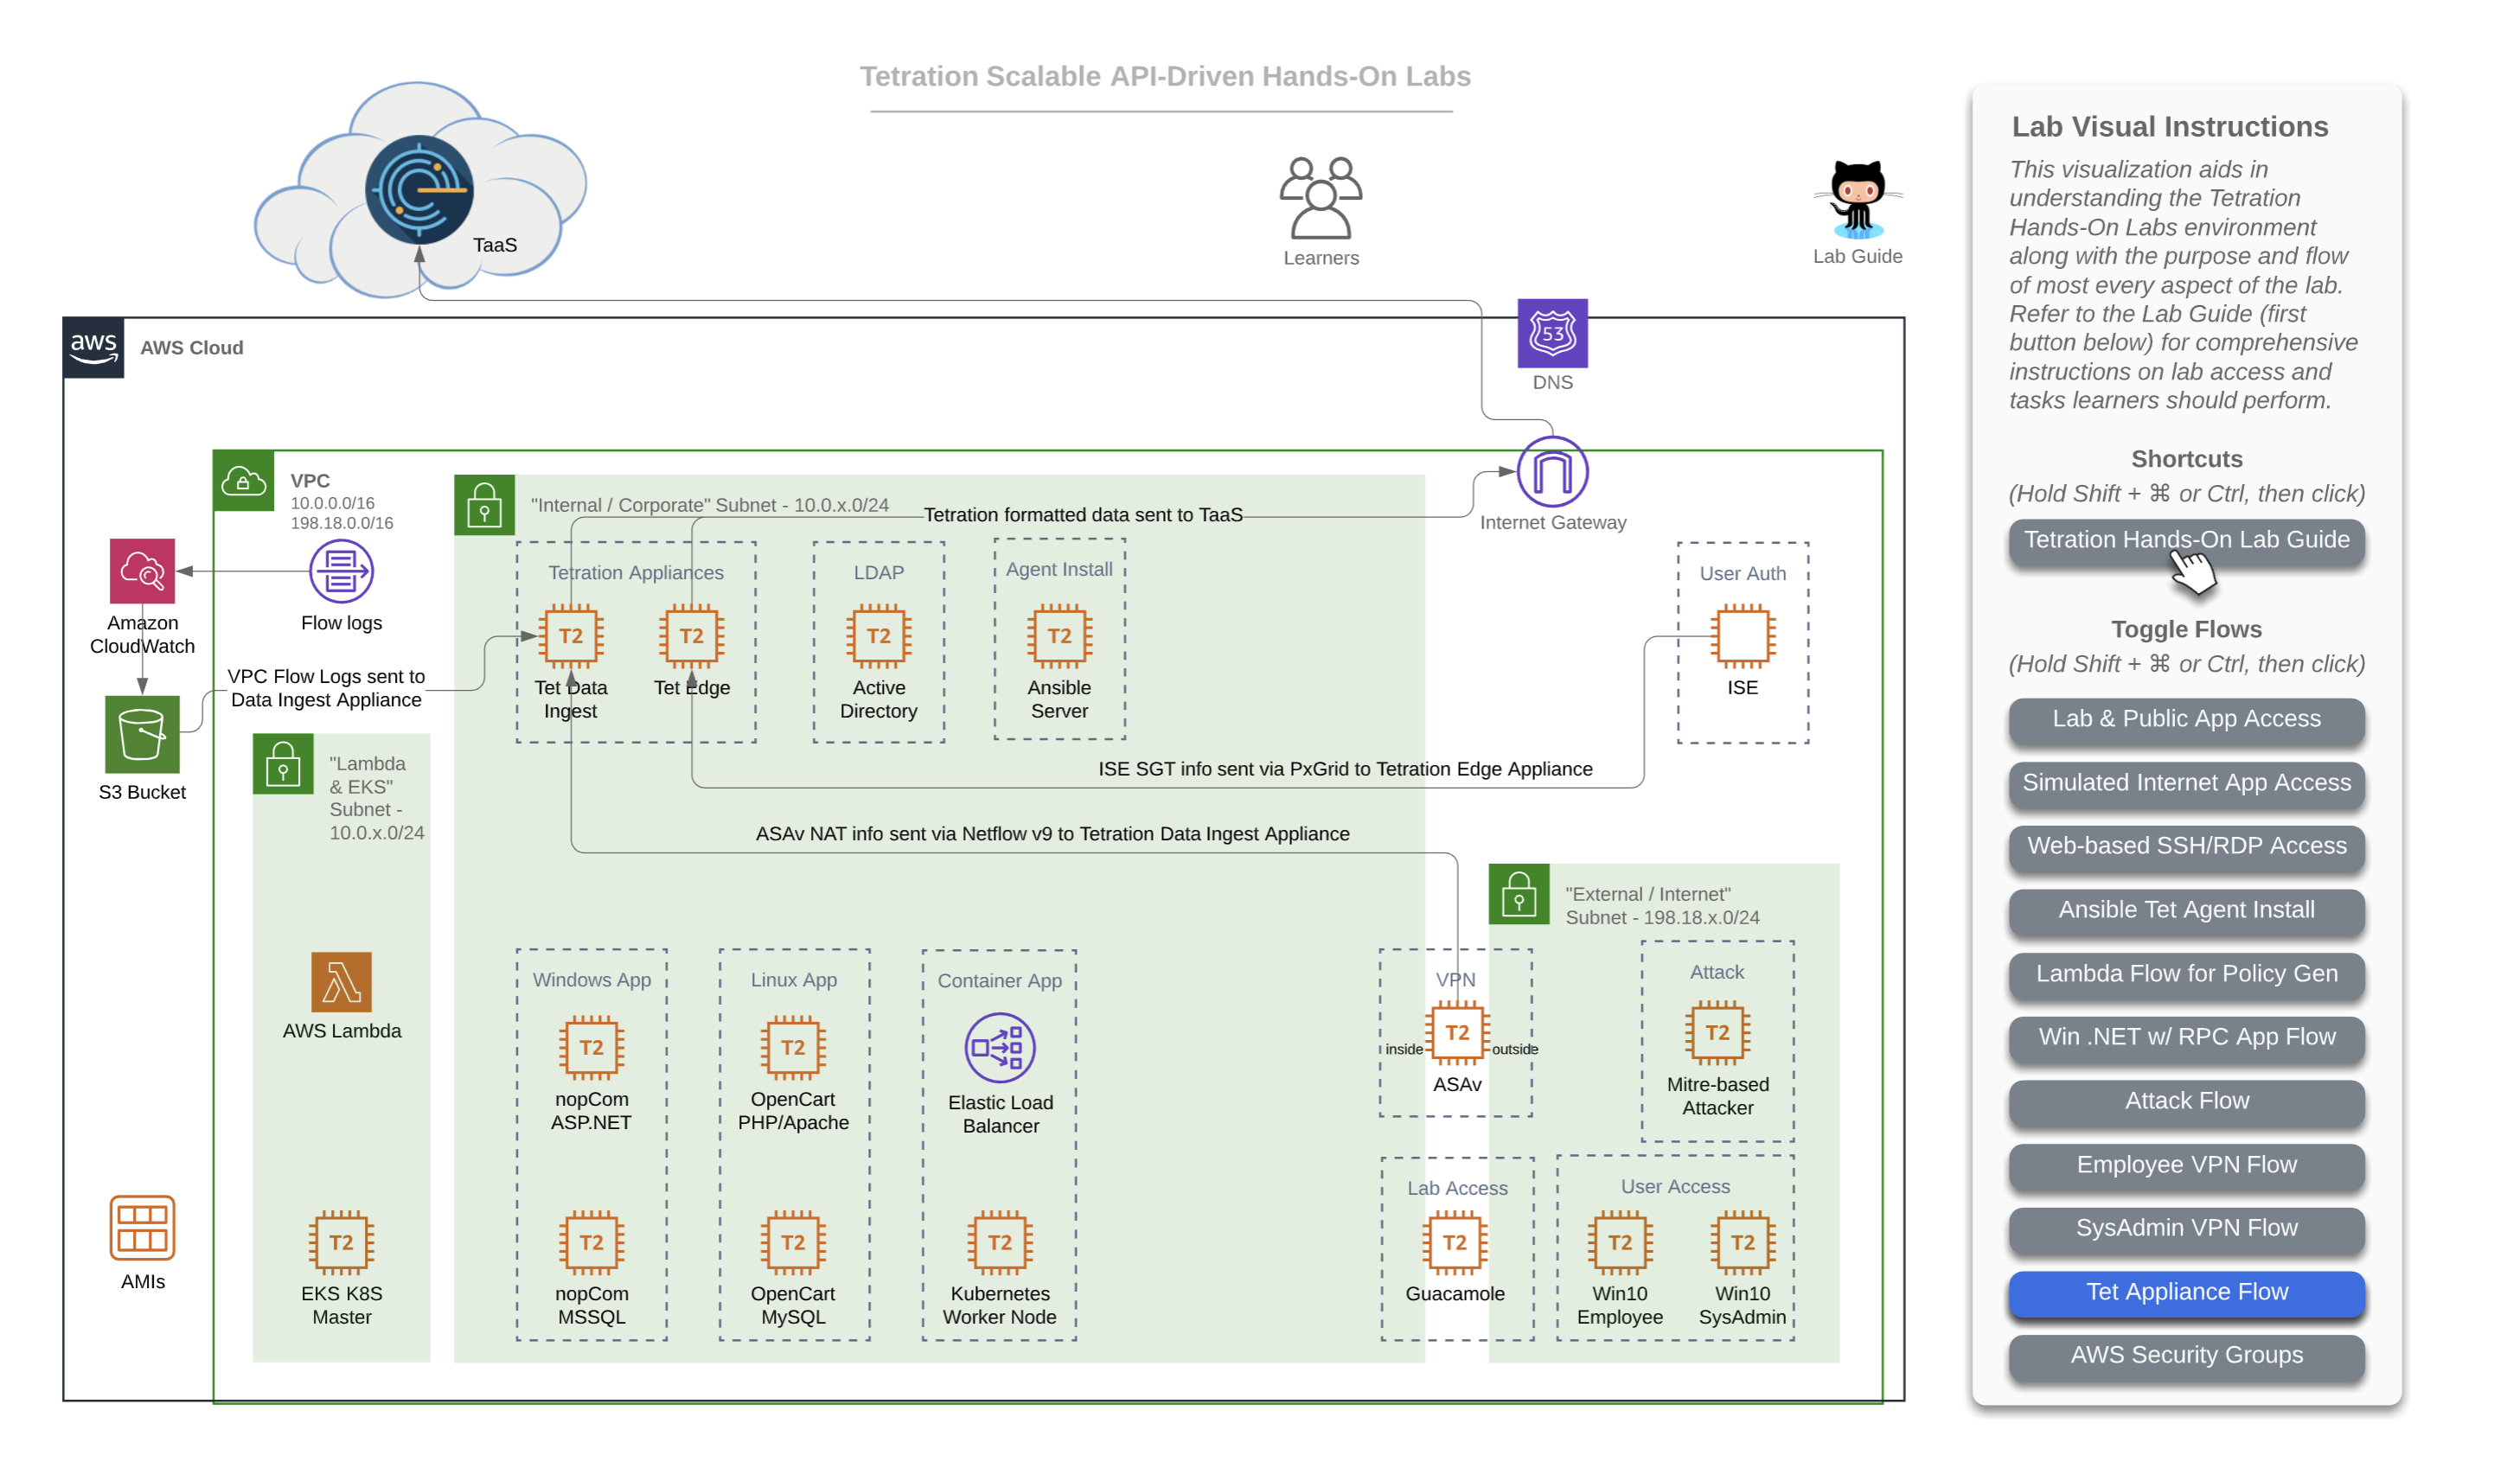 Tetration Scalable API-Driven Hands-On Labs
TaaS
Learners
Lab Guide
aws
AWS Cloud
53
DNS
VPC
10.0.0.0/16
198.18.0.0/16
"Internal / Corporate" Subnet - 10.0.x.0/24
Tetration formatted data sent to TaaS
Internet Gateway
Amazon
CloudWatch
Flow logs
Tetration Appliances
T2
Tet Data
Ingest
T2
Tet Edge
LDAP
T2
Active
Directory
Agent Install
T2
Ansible
Server
User Auth
ISE
VPC Flow Logs sent to
Data Ingest Appliance
S3 Bucket
"Lambda
& EKS"
Subnet -
10.0.x.0/24
ISE SGT info sent via PxGrid to Tetration Edge Appliance
ASAv NAT info sent via Netflow v9 to Tetration Data Ingest Appliance
"External / Internet"
Subnet - 198.18.x.0/24
AWS Lambda
Windows App
T2
nopCom
ASP.NET
Linux App
T2
OpenCart
PHP/Apache
Container App
Elastic Load
Balancer
VPN
inside
T2
outside
ASAv
Attack
T2
Mitre-based
Attacker
AMIs
T2
EKS K8S
Master
T2
nopCom
MSSQL
T2
OpenCart
MySQL
T2
Kubernetes
Worker Node
Lab Access
T2
Guacamole
User Access
T2
Win10
Employee
T2
Win10
SysAdmin
Lab Visual Instructions
This visualization aids in
understanding the Tetration
Hands-On Labs environment
along with the purpose and flow
of most every aspect of the lab.
Refer to the Lab Guide (first
button below) for comprehensive
instructions on lab access and
tasks learners should perform.
Shortcuts
(Hold Shift + ⌘ or Ctrl, then click)
Tetration Hands-On Lab Guide
Toggle Flows
(Hold Shift + ⌘ or Ctrl, then click)
Lab & Public App Access
Simulated Internet App Access
Web-based SSH/RDP Access
Ansible Tet Agent Install
Lambda Flow for Policy Gen
Win .NET w/ RPC App Flow
Attack Flow
Employee VPN Flow
SysAdmin VPN Flow
Tet Appliance Flow
AWS Security Groups